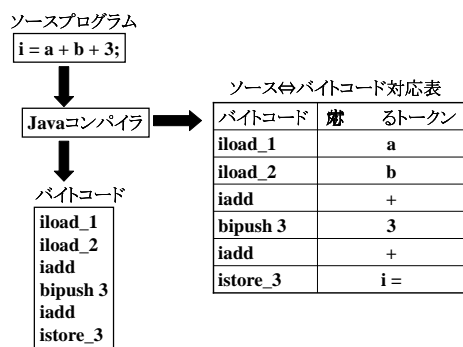 ソースプログラム
i = a + b + 3;
Javaコンパイラ
バイトコード
iload_1
iload_2
iadd
bipush 3
iadd
istore_3
ソース⇔バイトコード対応表
バイトコード るトークン
iload_1 a
iload_2 b
iadd +
bipush 3 3
iadd +
istore_3 i =